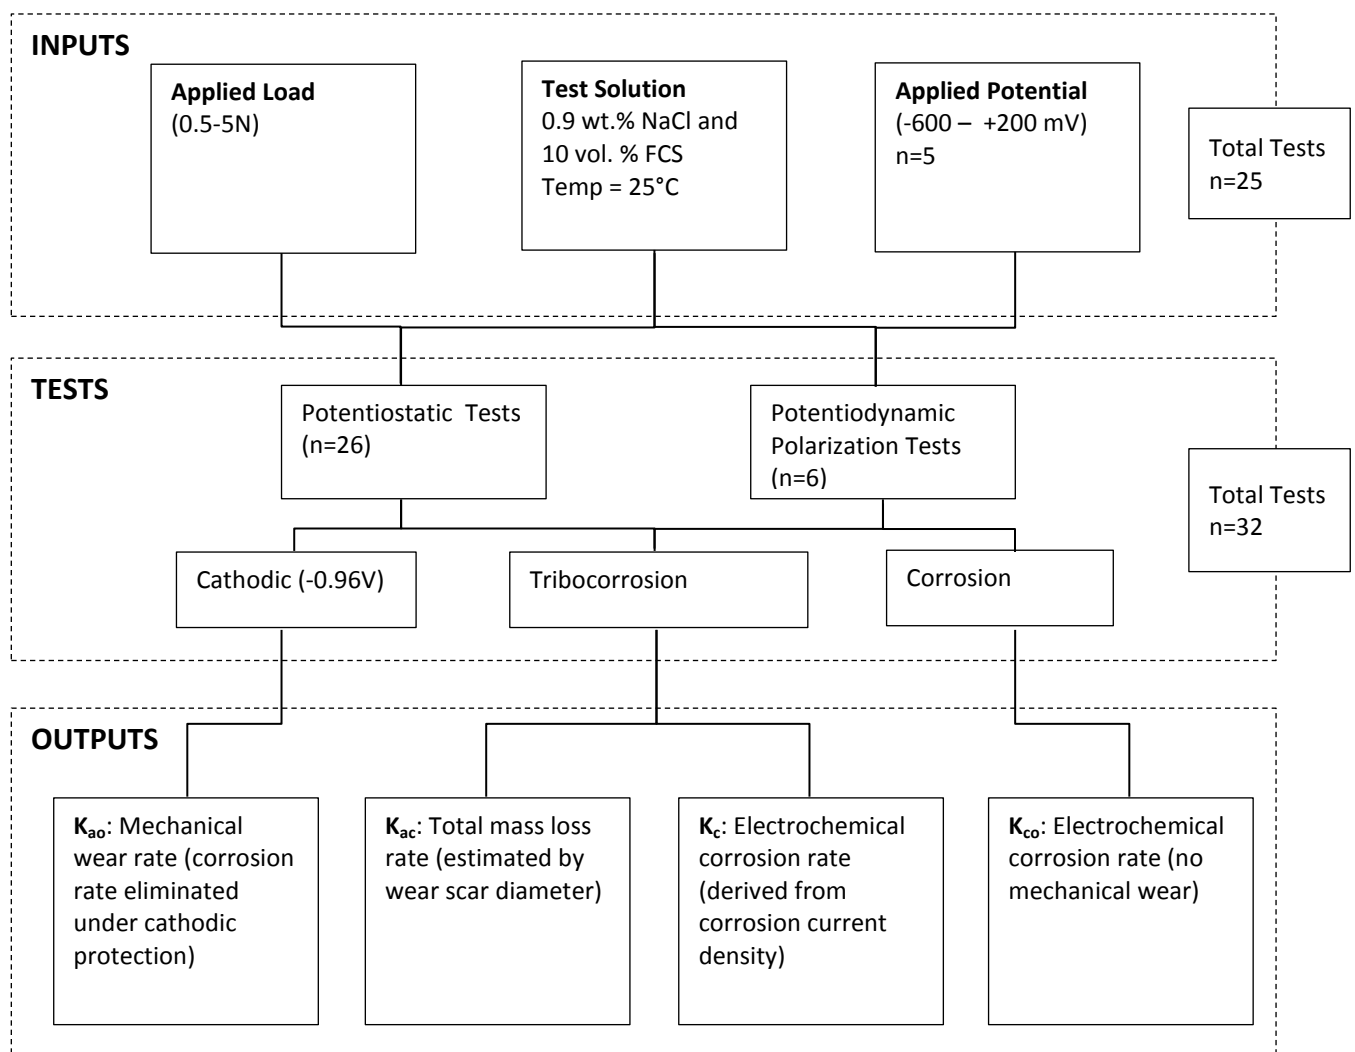 INPUTS
Applied Load
(0.5-5N)
Test Solution
0.9 wt.% NaCl and
10 vol. % FCS
Temp = 25°C
Applied Potential
(-600 – +200 mV)
n=5
Total Tests
n=25
TESTS
Potentiostatic Tests
(n=26)
Potentiodynamic
Polarization Tests
(n=6)
Total Tests
n=32
Cathodic (-0.96V)
Tribocorrosion
Corrosion
OUTPUTS
Kao: Mechanical
wear rate (corrosion
rate eliminated
under cathodic
protection)
Kac: Total mass loss
rate (estimated by
wear scar diameter)
Kc: Electrochemical
corrosion rate
(derived from
corrosion current
density)
Kco: Electrochemical
corrosion rate (no
mechanical wear)